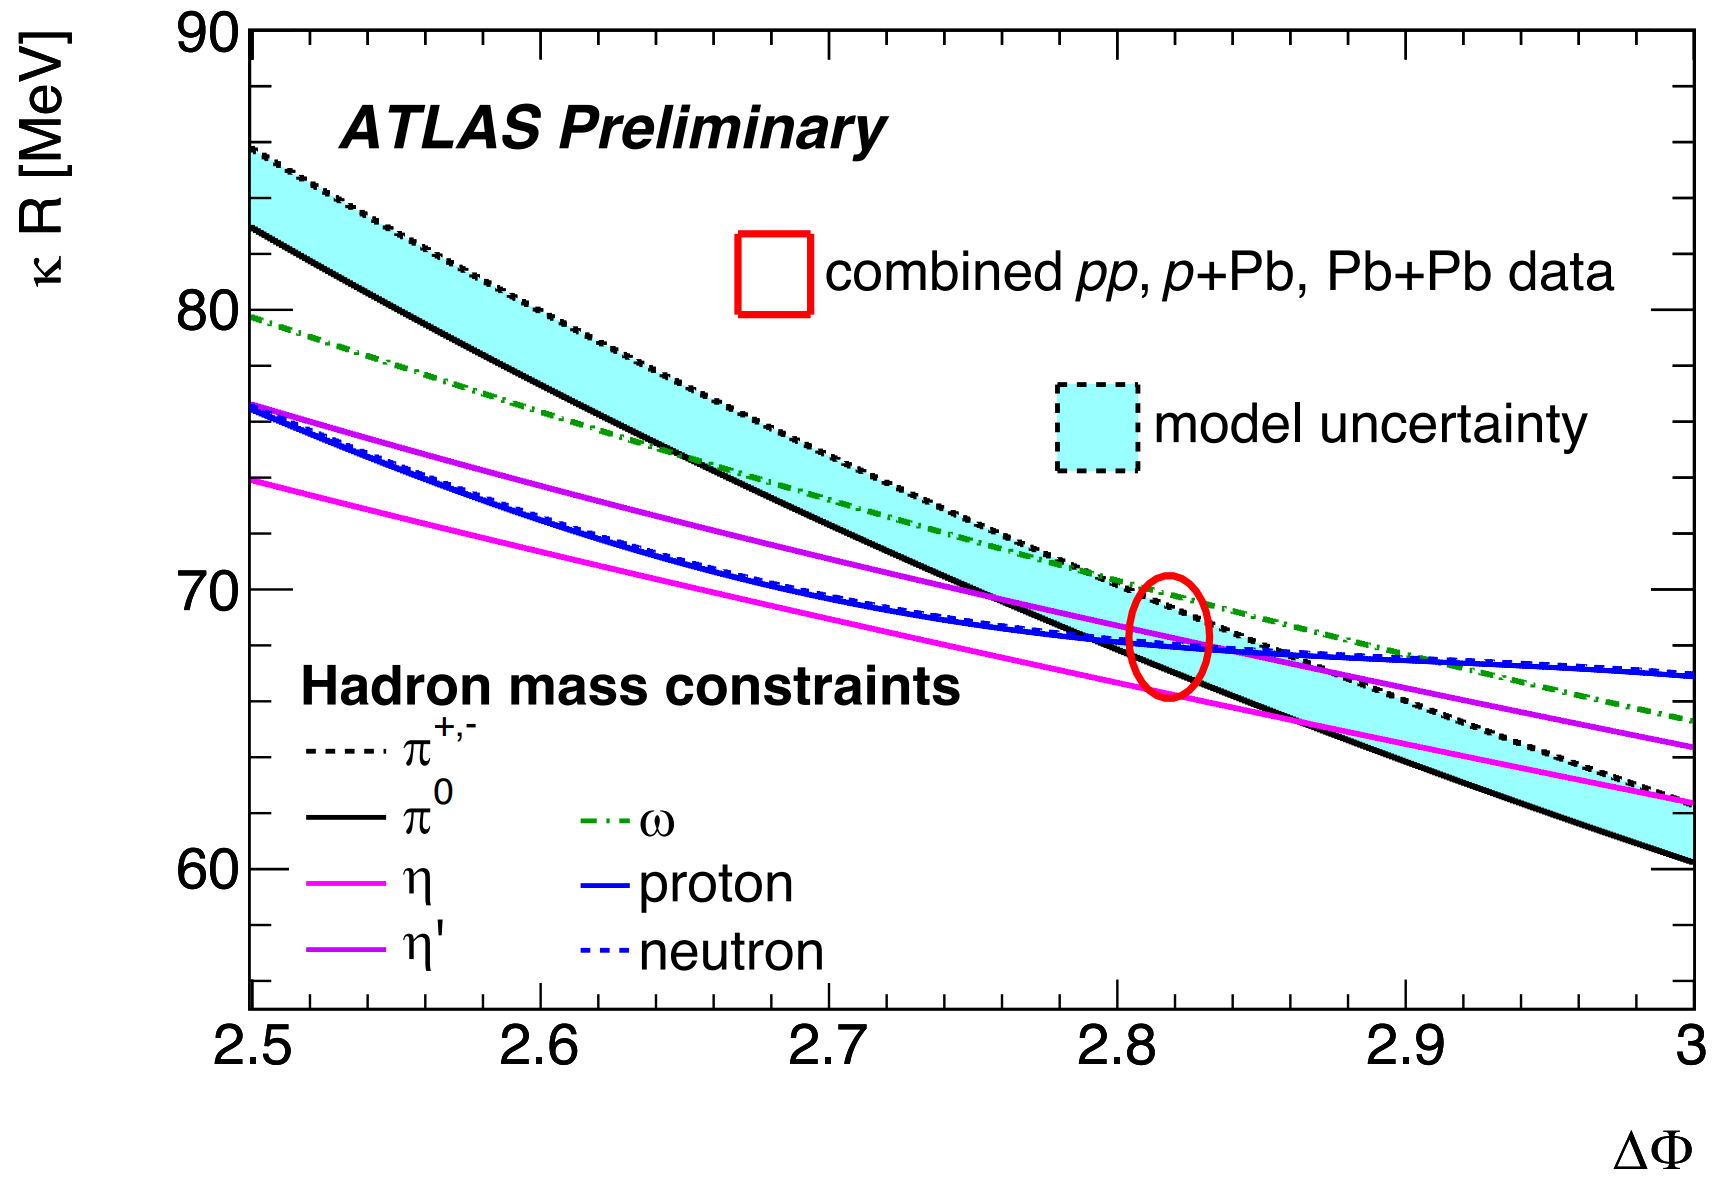 κ R [MeV]
90
80
70
60
ATLAS Preliminary
combined pp, p+Pb, Pb+Pb data
model uncertainty
Hadron mass constraints
π+,-
π0
η
η'
ω
proton
neutron
2.5 2.6 2.7 2.8 2.9 3
ΔΦ